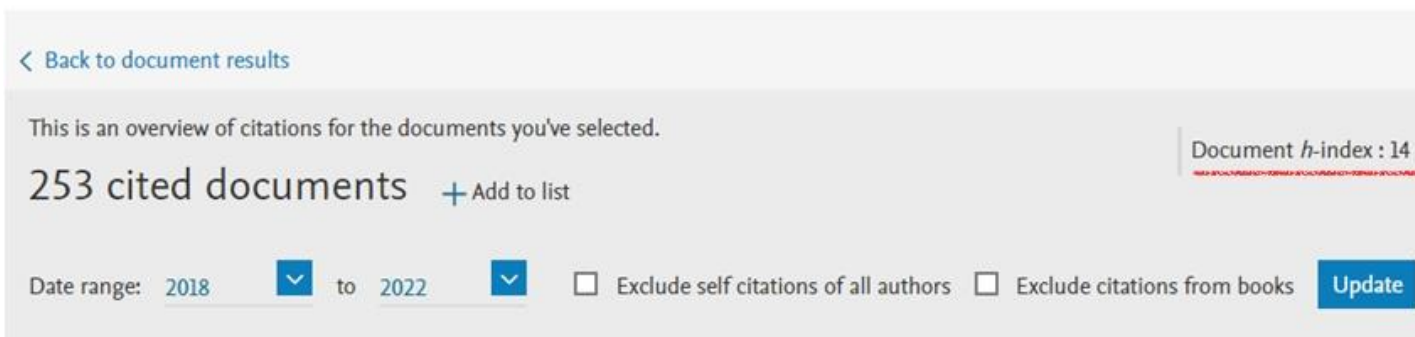 Back to document results
This is an overview of citations for the documents you've selected.
Document h-index : 14
253 cited documents + Add to list
Date range: 2018 to 2022 Exclude self citations of all authors Exclude citations from books Update